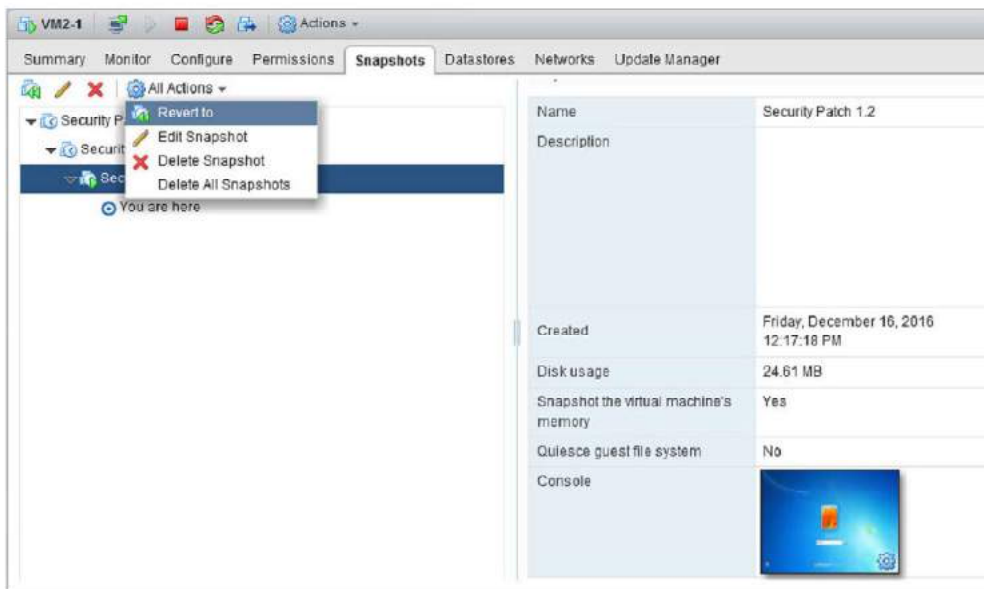 VM2-1 Actions
Summary Monitor Configure Permissions Snapshots Datastores Networks Update Manager
All Actions
Revert to
Edit Snapshot
Delete Snapshot
Delete All Snapshots
Security P
Securit
Sec
You are here
Name Security Patch 1.2
Description
Created Friday, December 16, 2016
12:17:18 PM
Disk usage 24.61 MB
Snapshot the virtual machine's Yes
memory
Quiesce guest file system No
Console